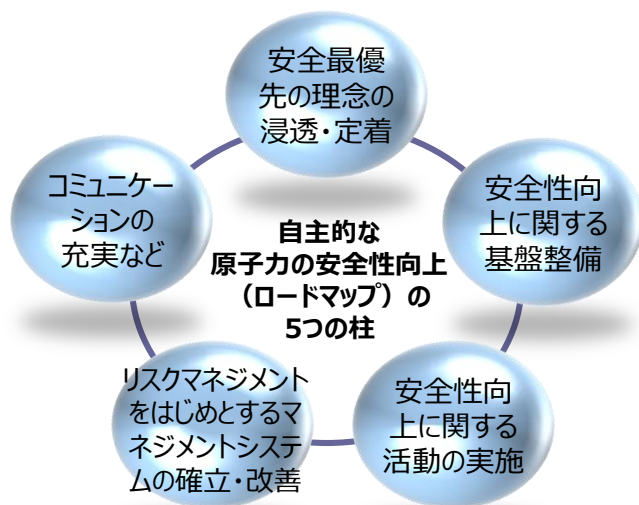 安全最優
先の理念の
浸透・定着
コミュニケー
ションの
充実など
安全性向
上に関する
基盤整備
自主的な
原子力の安全性向上
（ロードマップ）の
5つの柱
リスクマネジメント
をはじめとするマ
ネジメントシステ
ムの確立・改善
安全性向
上に関する
活動の実施